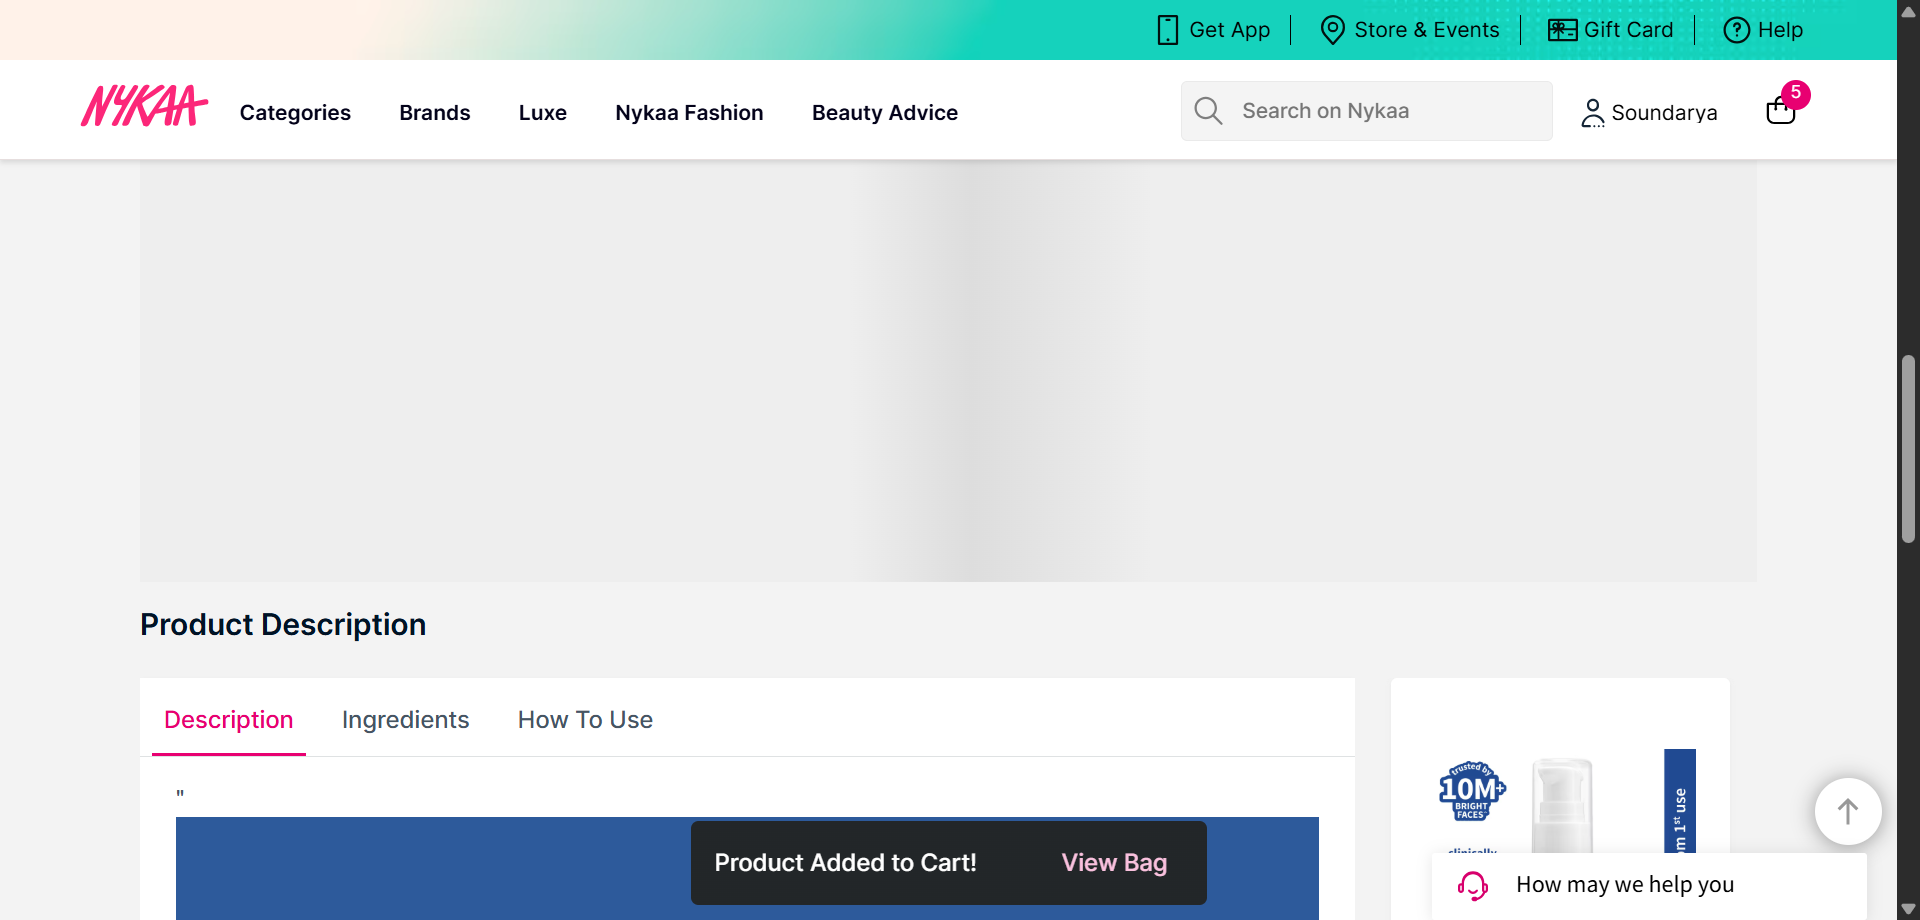 Get App
Store & Events
Gift Card
Help
NYKAA
Categories
Brands
Luxe
Nykaa Fashion
Beauty Advice
Search on Nykaa
Soundarya
5
Product Description
Description
Ingredients
How To Use
"
trusted by
10M+
BRIGHT
FACES
1st use
Product Added to Cart!
View Bag
How may we help you